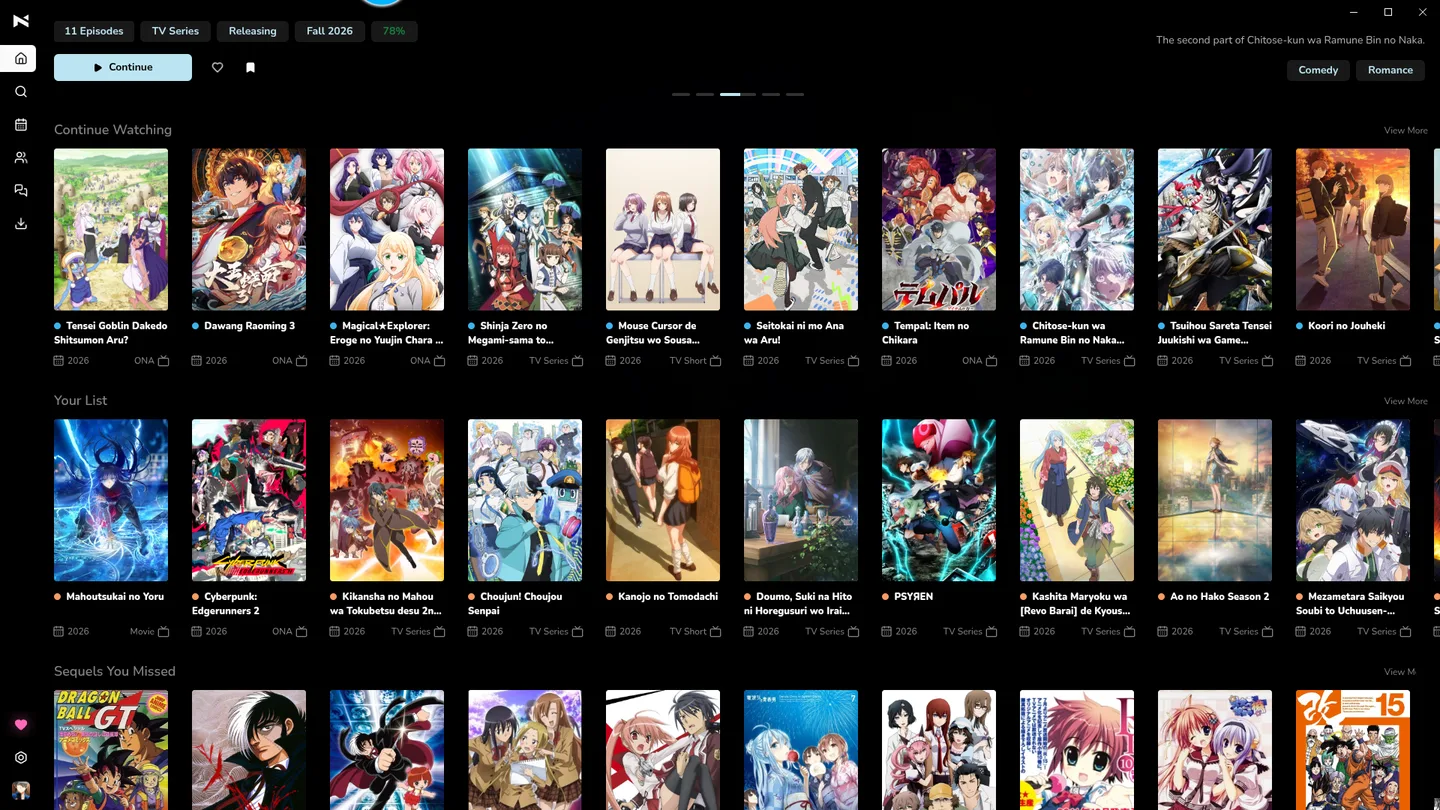 11 Episodes
TV Series
Releasing
Fall 2026
78%
The second part of Chitose-kun wa Ramune Bin no Naka.
Continue
Comedy
Romance
Continue Watching
View More
Tensei Goblin Dakedo
Shitsumon Aru?
2026
ONA
Dawang Raoming 3
2026
ONA
Magical★Explorer:
Eroge no Yuujin Chara ...
2026
ONA
Shinja Zero no
Megami-sama to...
2026
TV Series
Mouse Cursor de
Genjitsu wo Sousa...
2026
TV Short
Seitokai ni mo Ana
wa Aru!
2026
TV Series
テムパル
Tempal: Item no
Chikara
2026
ONA
Chitose-kun wa
Ramune Bin no Naka...
2026
TV Series
Tsuihou Sareta Tensei
Juukishi wa Game...
2026
TV Series
Koori no Jouheki
2026
TV Series
Your List
View More
Mahoutsukai no Yoru
2026
Movie
Cyberpunk:
Edgerunners 2
2026
ONA
Kikansha no Mahou
wa Tokubetsu desu 2n...
2026
TV Series
Choujun! Choujou
Senpai
2026
TV Series
Kanojo no Tomodachi
2026
TV Short
Doumo, Suki na Hito
ni Horegusuri wo Irai...
2026
TV Series
PSYЯEN
2026
TV Series
Kashita Maryoku wa
[Revo Barai] de Kyous...
2026
TV Series
Ao no Hako Season 2
2026
TV Series
Mezametara Saikyou
Soubi to Uchuusen-...
2026
TV Series
Sequels You Missed
View M
DRAGON
BALL GT
7
10
改
15